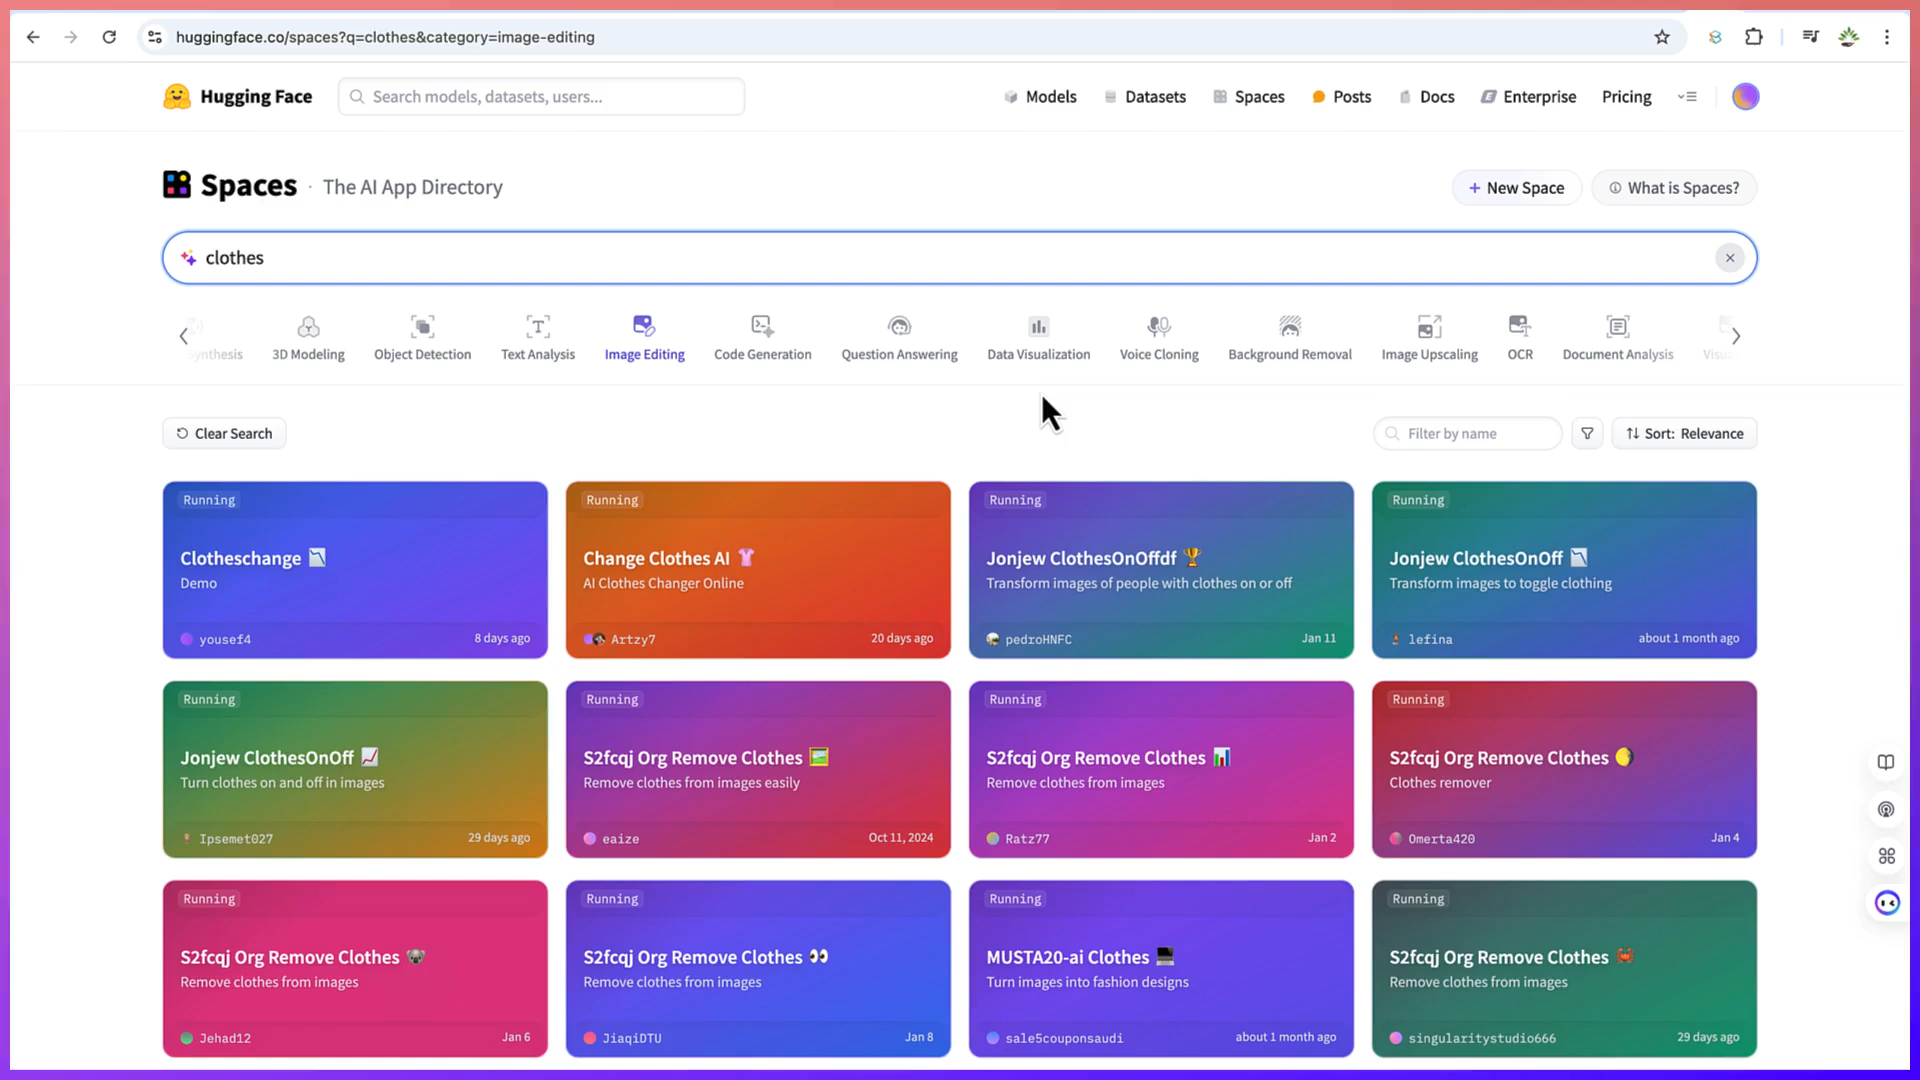 huggingface.co/spaces?q=clothes&category=image-editing
Hugging Face
Search models, datasets, users...
Models
Datasets
Spaces
Posts
Docs
Enterprise
Pricing
Spaces · The AI App Directory
+ New Space
What is Spaces?
clothes
3D Modeling
Object Detection
Text Analysis
Image Editing
Code Generation
Question Answering
Data Visualization
Voice Cloning
Background Removal
Image Upscaling
OCR
Document Analysis
Clear Search
Filter by name
Sort: Relevance
Running
Clotheschange
Demo
yousef4
8 days ago
Running
Change Clothes AI
AI Clothes Changer Online
Artzy7
20 days ago
Running
Jonjew ClothesOnOffdf
Transform images of people with clothes on or off
pedroHNFC
Jan 11
Running
Jonjew ClothesOnOff
Transform images to toggle clothing
lefina
about 1 month ago
Running
Jonjew ClothesOnOff
Turn clothes on and off in images
Ipsemet027
29 days ago
Running
S2fcqj Org Remove Clothes
Remove clothes from images easily
eaize
Oct 11, 2024
Running
S2fcqj Org Remove Clothes
Remove clothes from images
Ratz77
Jan 2
Running
S2fcqj Org Remove Clothes
Clothes remover
Omerta420
Jan 4
Running
S2fcqj Org Remove Clothes
Remove clothes from images
Jehad12
Jan 6
Running
S2fcqj Org Remove Clothes
Remove clothes from images
JiaqiDTU
Jan 8
Running
MUSTA20-ai Clothes
Turn images into fashion designs
sale5couponsaudi
about 1 month ago
Running
S2fcqj Org Remove Clothes
Remove clothes from images
singularitystudio666
29 days ago